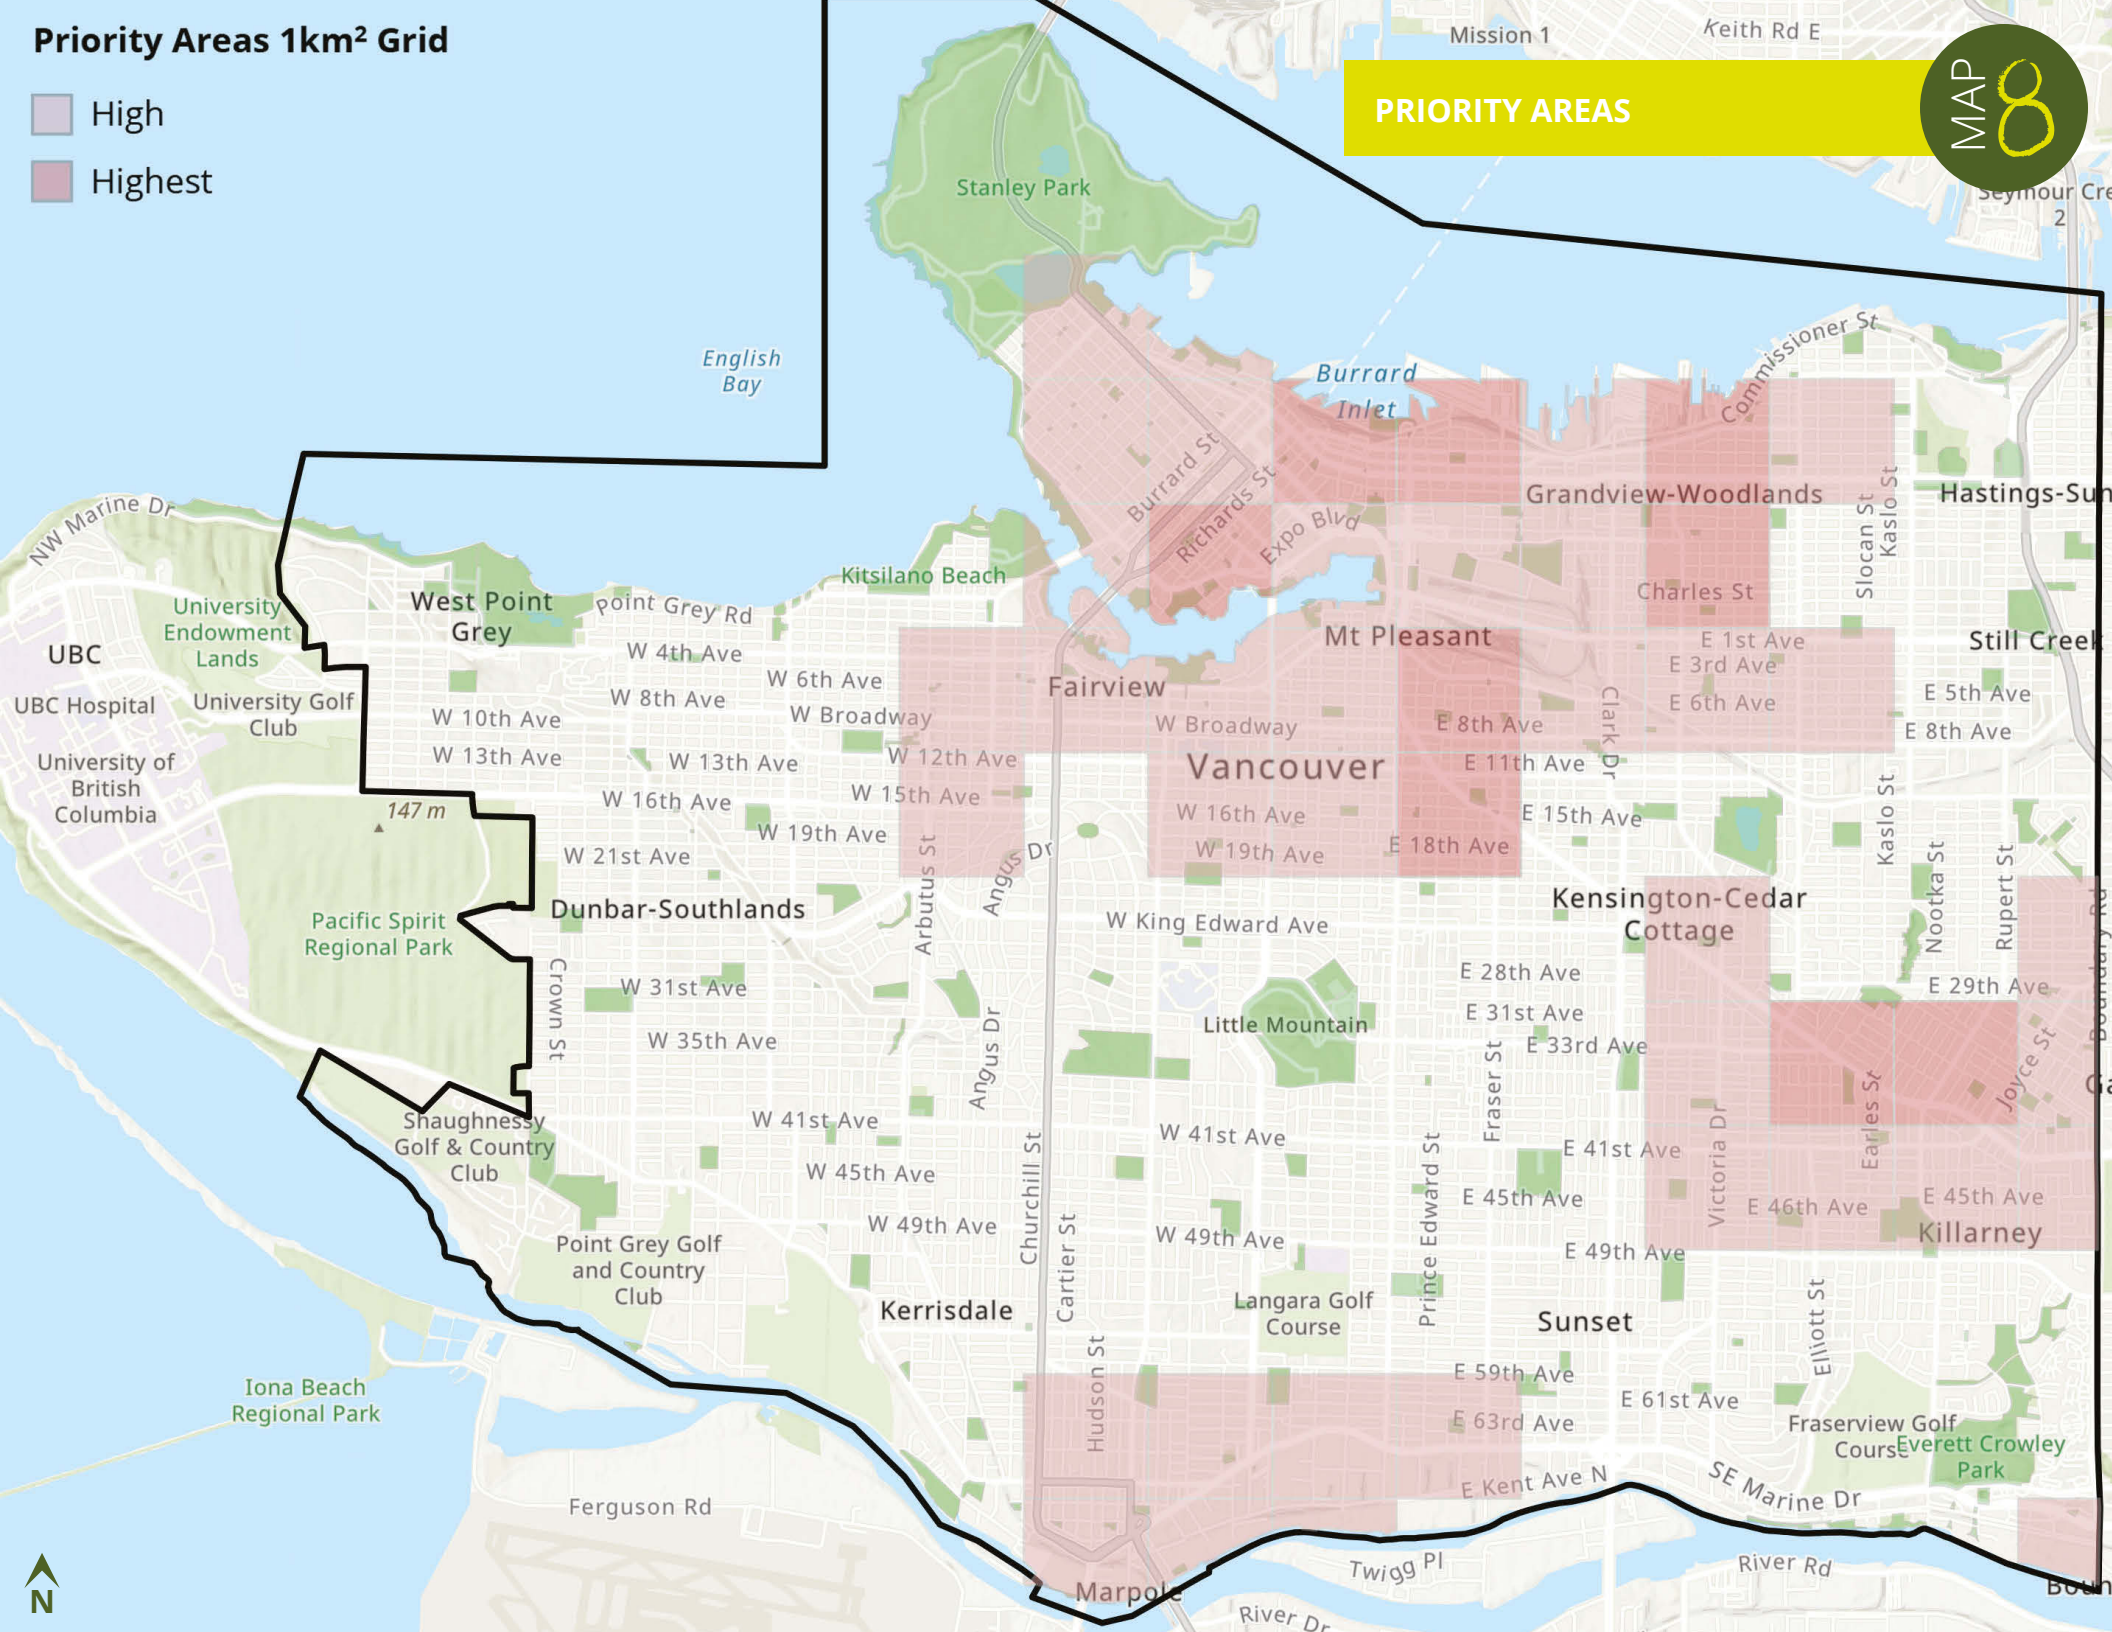 Priority Areas 1km² Grid
High
Highest
PRIORITY AREAS
MAP 8
Mission 1
Keith Rd E
Seymour Cre
2
Stanley Park
English
Bay
Burrard
Inlet
Commissioner St
Burrard St
Richards St
Expo Blvd
Grandview-Woodlands
Slocan St
Kaslo St
Hastings-Sun
NW Marine Dr
Kitsilano Beach
University
Endowment
Lands
West Point
Grey
Point Grey Rd
Charles St
UBC
W 4th Ave
Mt Pleasant
E 1st Ave
Still Creek
E 3rd Ave
UBC Hospital
University Golf
Club
W 6th Ave
W 8th Ave
Fairview
E 6th Ave
E 5th Ave
W 10th Ave
W Broadway
W Broadway
E 8th Ave
Clark Dr
E 8th Ave
University of
British
Columbia
W 13th Ave
W 13th Ave
W 12th Ave
Vancouver
E 11th Ave
147 m
W 16th Ave
W 15th Ave
W 16th Ave
E 15th Ave
Kaslo St
W 19th Ave
W 21st Ave
Arbutus St
Angus Dr
W 19th Ave
E 18th Ave
Nootka St
Rupert St
Pacific Spirit
Regional Park
Dunbar-Southlands
W King Edward Ave
Kensington-Cedar
Cottage
Boundary Rd
Crown St
W 31st Ave
E 28th Ave
E 29th Ave
W 35th Ave
Angus Dr
Little Mountain
E 31st Ave
E 33rd Ave
Fraser St
Earles St
Joyce St
Ga
Shaughnessy
Golf & Country
Club
W 41st Ave
W 41st Ave
E 41st Ave
Victoria Dr
W 45th Ave
Churchill St
Prince Edward St
E 45th Ave
E 46th Ave
E 45th Ave
W 49th Ave
Cartier St
W 49th Ave
E 49th Ave
Killarney
Point Grey Golf
and Country
Club
Kerrisdale
Langara Golf
Course
Sunset
Elliott St
Hudson St
Iona Beach
Regional Park
E 59th Ave
E 61st Ave
E 63rd Ave
Fraserview Golf
Course
Everett Crowley
Park
E Kent Ave N
SE Marine Dr
Ferguson Rd
Marpole
Twigg Pl
River Rd
Boun
River Dr
N